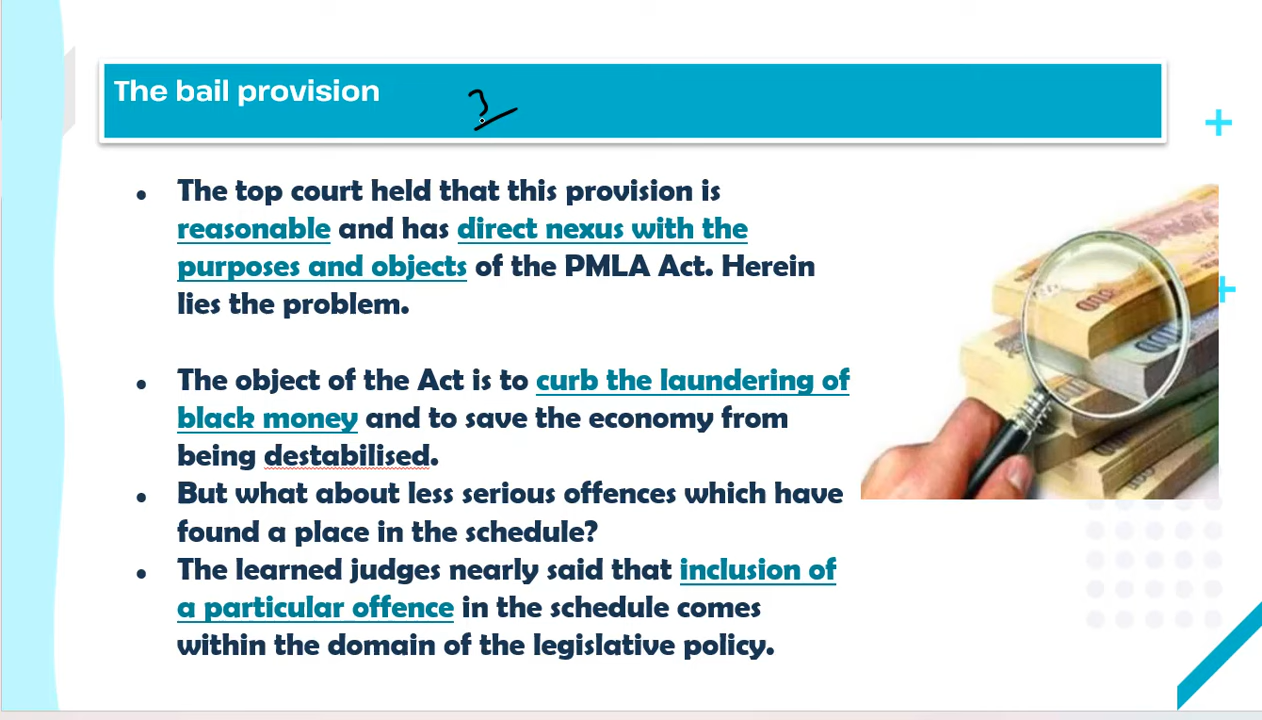 The bail provision
?
• The top court held that this provision is
reasonable and has direct nexus with the
purposes and objects of the PMLA Act. Herein
lies the problem.
• The object of the Act is to curb the laundering of
black money and to save the economy from
being destabilised.
• But what about less serious offences which have
found a place in the schedule?
• The learned judges nearly said that inclusion of
a particular offence in the schedule comes
within the domain of the legislative policy.